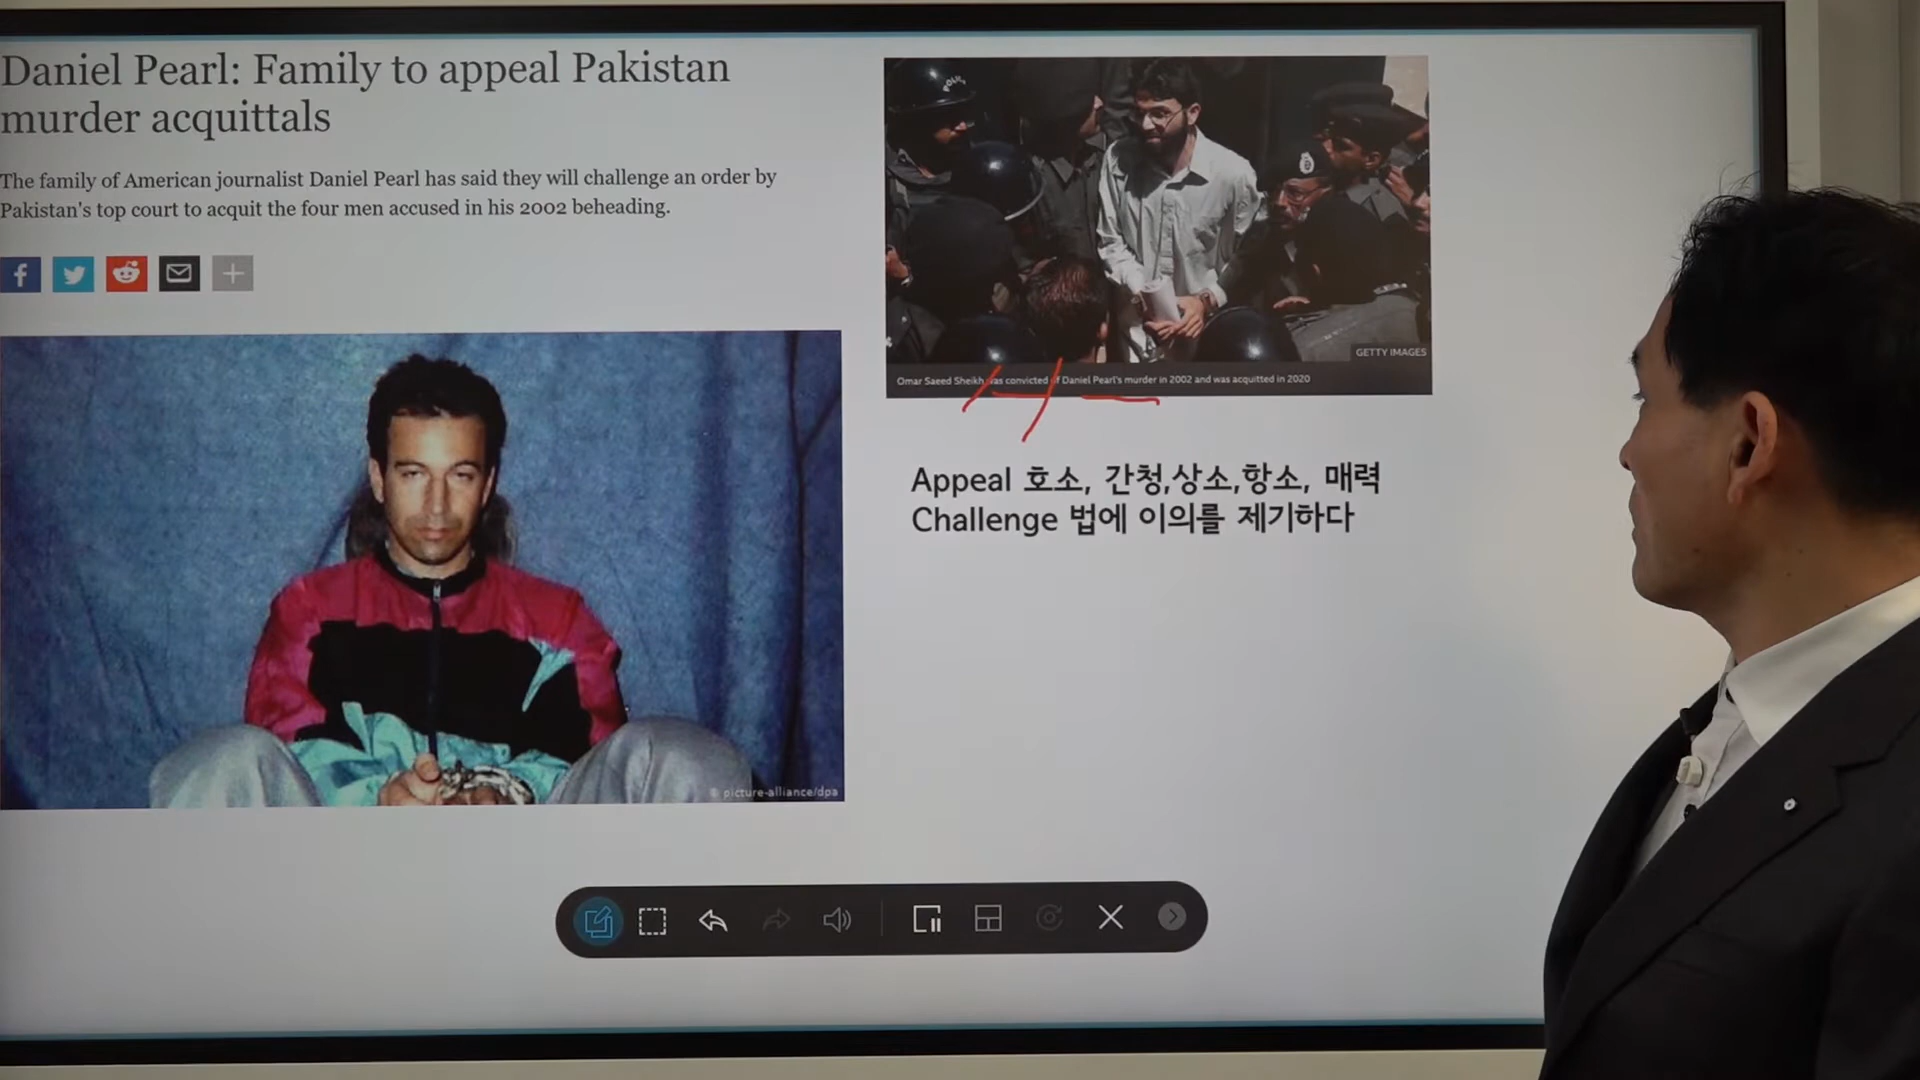 Daniel Pearl: Family to appeal Pakistan
murder acquittals
The family of American journalist Daniel Pearl has said they will challenge an order by
Pakistan's top court to acquit the four men accused in his 2002 beheading.
© picture-alliance/dpa
GETTY IMAGES
Omar Saeed Sheikh was convicted of Daniel Pearl's murder in 2002 and was acquitted in 2020
Appeal 호소, 간청,상소,항소, 매력
Challenge 법에 이의를 제기하다